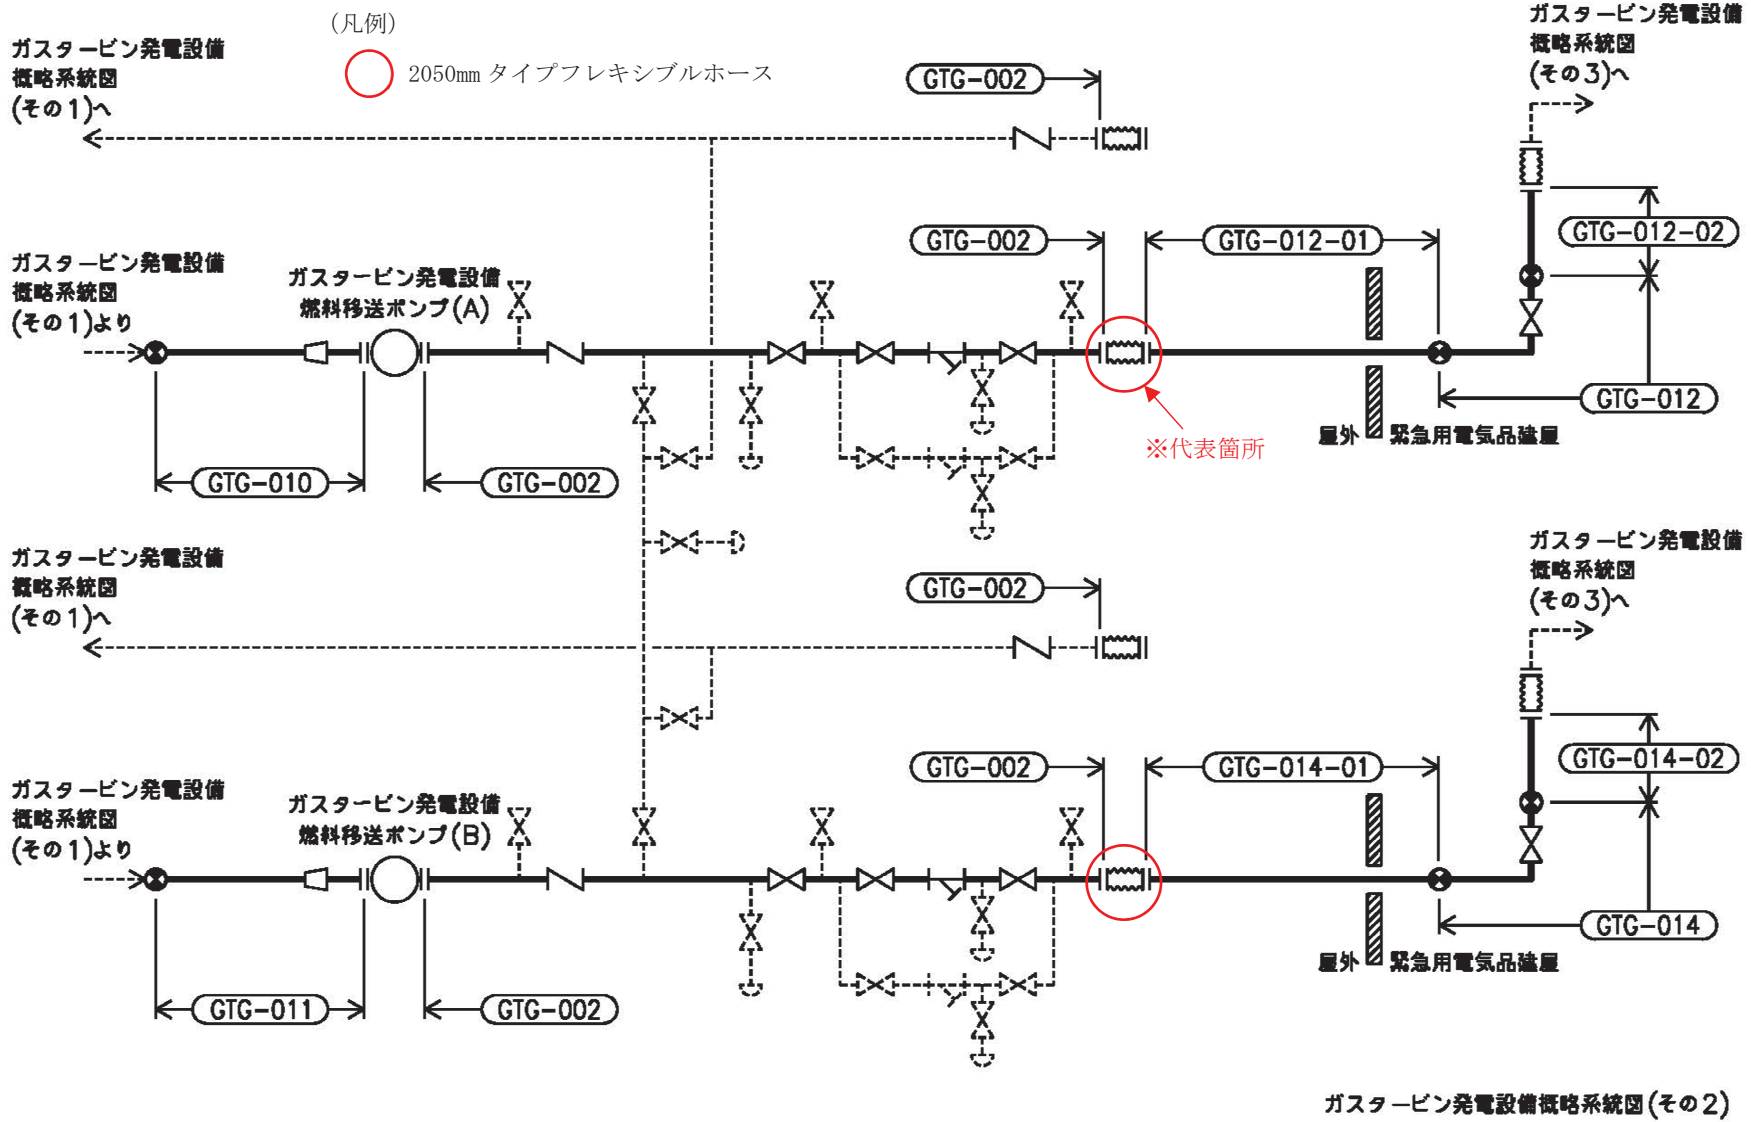 (凡例)
2050mm タイプフレキシブルホース
ガスタービン発電設備
概略系統図
(その1)へ
GTG-002
ガスタービン発電設備
概略系統図
(その3)へ
GTG-002
GTG-012-01
GTG-012-02
ガスタービン発電設備
概略系統図
(その1)より
ガスタービン発電設備
燃料移送ポンプ(A)
GTG-012
※代表箇所
屋外
緊急用電気品建屋
GTG-010
GTG-002
ガスタービン発電設備
概略系統図
(その1)へ
GTG-002
ガスタービン発電設備
概略系統図
(その3)へ
GTG-002
GTG-014-01
GTG-014-02
ガスタービン発電設備
概略系統図
(その1)より
ガスタービン発電設備
燃料移送ポンプ(B)
GTG-014
屋外
緊急用電気品建屋
GTG-011
GTG-002
ガスタービン発電設備概略系統図(その2)